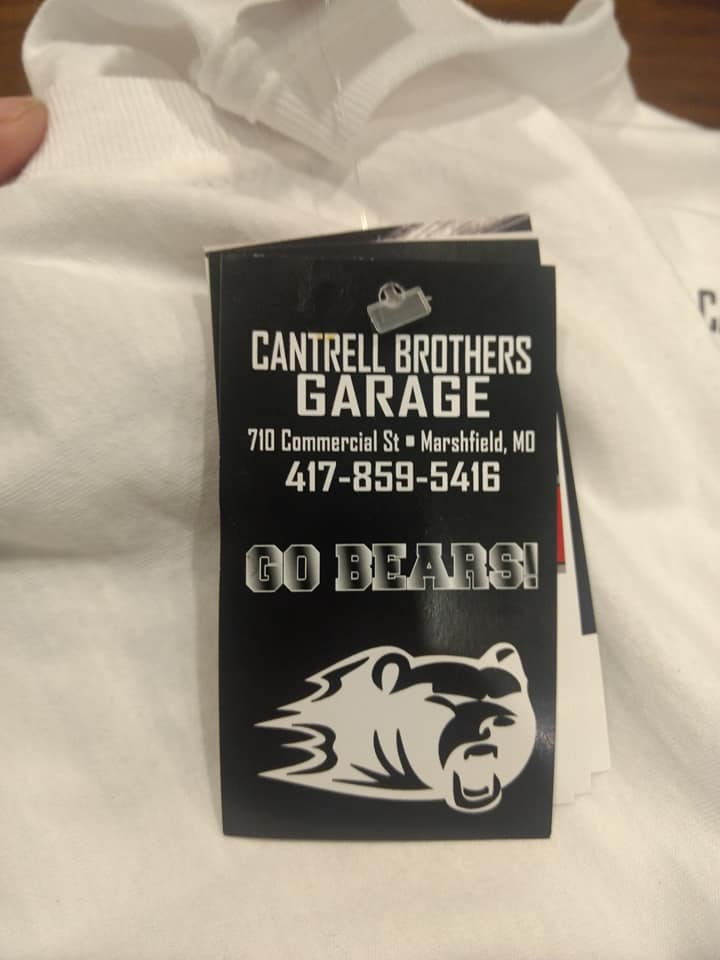 CANTRELL BROTHERS
GARAGE
710 Commercial St ▪ Marshfield, MO
417-859-5416
GO BEARS!